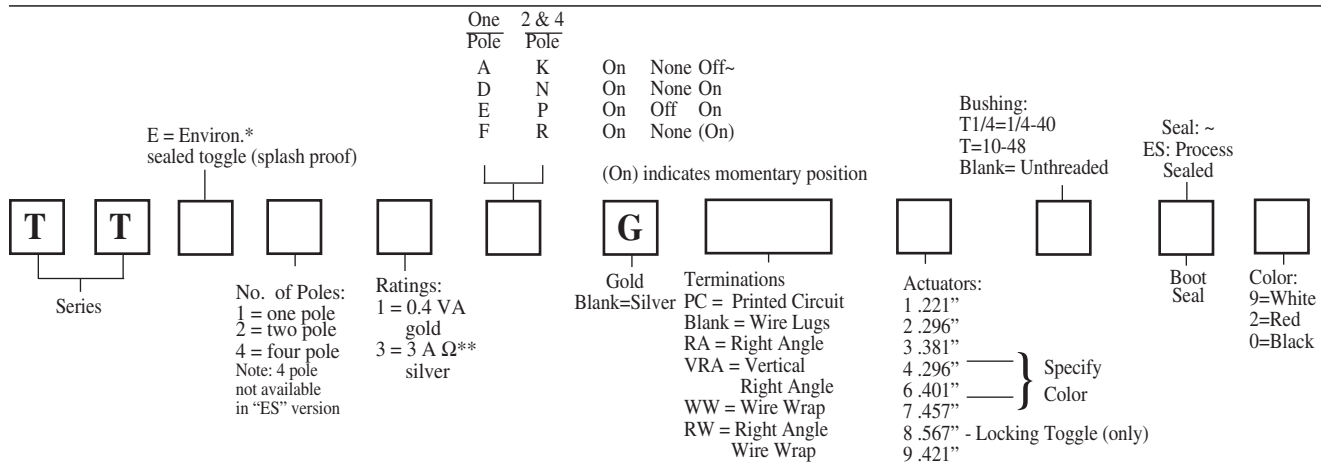 One 2 & 4
Pole Pole
A K On None Off~
D N On None On
E P On Off On
F R On None (On)
(On) indicates momentary position
E = Environ.*
sealed toggle (splash proof)
Bushing:
T1/4=1/4-40
T=10-48
Blank= Unthreaded
Seal: ~
ES: Process
Sealed
T T G
Series
No. of Poles:
1 = one pole
2 = two pole
4 = four pole
Note: 4 pole
not available
in “ES” version
Ratings:
1 = 0.4 VA
gold
3 = 3 A Ω**
silver
Gold
Blank=Silver
Terminations
PC = Printed Circuit
Blank = Wire Lugs
RA = Right Angle
VRA = Vertical
Right Angle
WW = Wire Wrap
RW = Right Angle
Wire Wrap
Actuators:
1 .221”
2 .296”
3 .381”
4 .296”
6 .401”
7 .457”
8 .567” - Locking Toggle (only)
9 .421”
Specify
Color
Boot
Seal
Color:
9=White
2=Red
0=Black